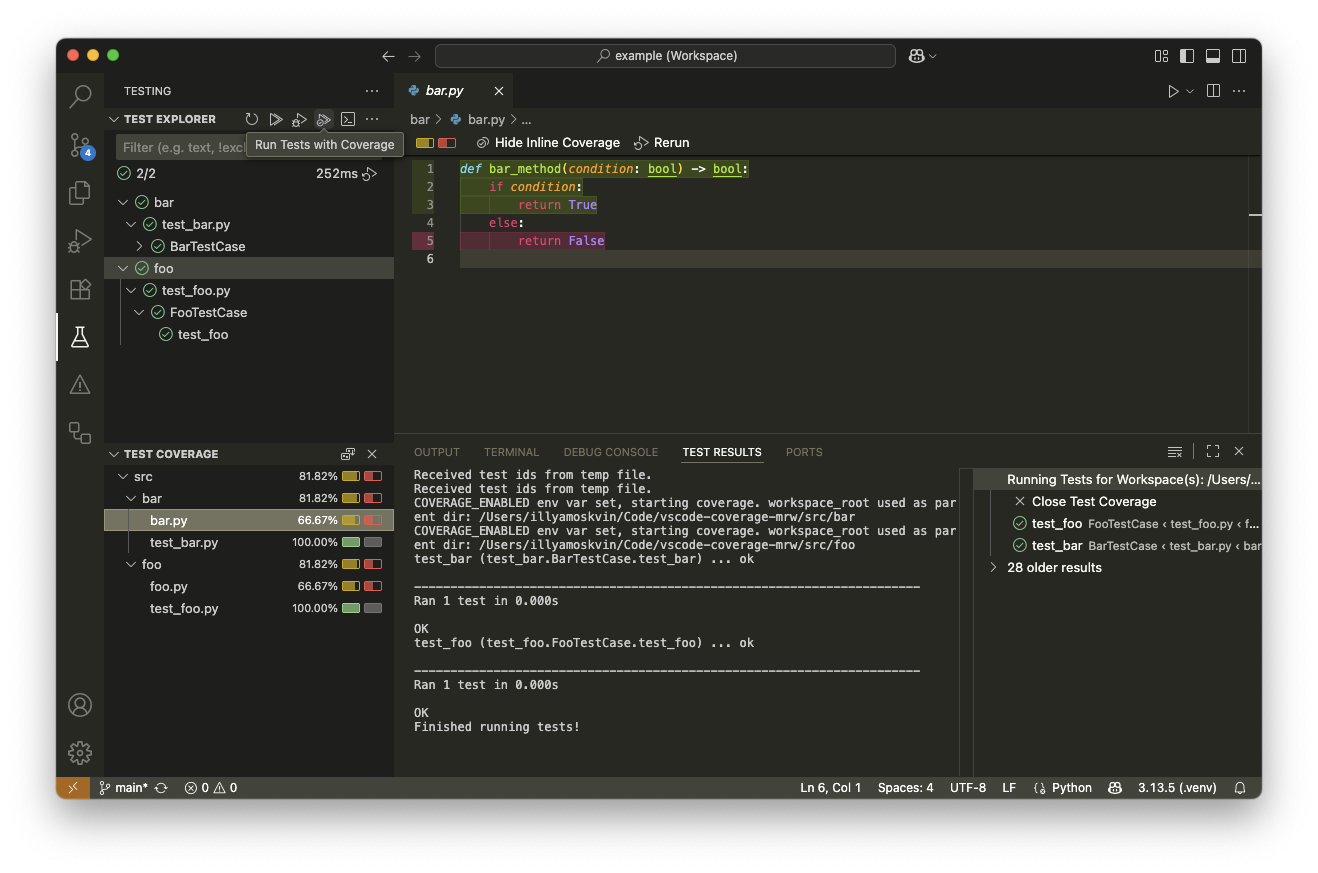 example (Workspace)
4
TESTING
TEST EXPLORER
Filter (e.g. text, !excl
Run Tests with Coverage
2/2
252ms
bar
test_bar.py
BarTestCase
foo
test_foo.py
FooTestCase
test_foo
TEST COVERAGE
src 81.82%
bar 81.82%
bar.py 66.67%
test_bar.py 100.00%
foo 81.82%
foo.py 66.67%
test_foo.py 100.00%
bar.py
bar > bar.py > ...
Hide Inline Coverage Rerun
1 def bar_method(condition: bool) -> bool:
2 if condition:
3 return True
4 else:
5 return False
6
OUTPUT TERMINAL DEBUG CONSOLE TEST RESULTS PORTS
Received test ids from temp file.
Received test ids from temp file.
COVERAGE_ENABLED env var set, starting coverage. workspace_root used as par
ent dir: /Users/illyamoskvin/Code/vscode-coverage-mrw/src/bar
COVERAGE_ENABLED env var set, starting coverage. workspace_root used as par
ent dir: /Users/illyamoskvin/Code/vscode-coverage-mrw/src/foo
test_bar (test_bar.BarTestCase.test_bar) ... ok
----------------------------------------------------------------------
Ran 1 test in 0.000s
OK
test_foo (test_foo.FooTestCase.test_foo) ... ok
----------------------------------------------------------------------
Ran 1 test in 0.000s
OK
Finished running tests!
Running Tests for Workspace(s): /Users/...
Close Test Coverage
test_foo FooTestCase ‹ test_foo.py ‹ f...
test_bar BarTestCase ‹ test_bar.py ‹ bar
28 older results
main* 0 0 Ln 6, Col 1 Spaces: 4 UTF-8 LF Python 3.13.5 (.venv)